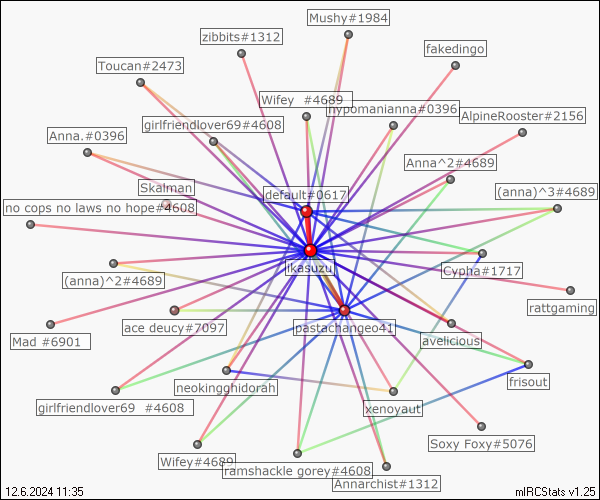 Mushy#1984
zibbits#1312
fakedingo
Toucan#2473
Wifey #4689
hypomanianna#0396
AlpineRooster#2156
girlfriendlover69#4608
Anna.#0396
Anna^2#4689
Skalman
default#0617
(anna)^3#4689
no cops no laws no hope#4608
ikasuzu
Cypha#1717
(anna)^2#4689
rattgaming
ace deucy#7097
pastachangeo41
Mad #6901
avelicious
neokingghidorah
frisout
girlfriendlover69 #4608
xenoyaut
Soxy Foxy#5076
Wifey#4689
ramshackle gorey#4608
Annarchist#1312
12.6.2024 11:35
mIRCStats v1.25